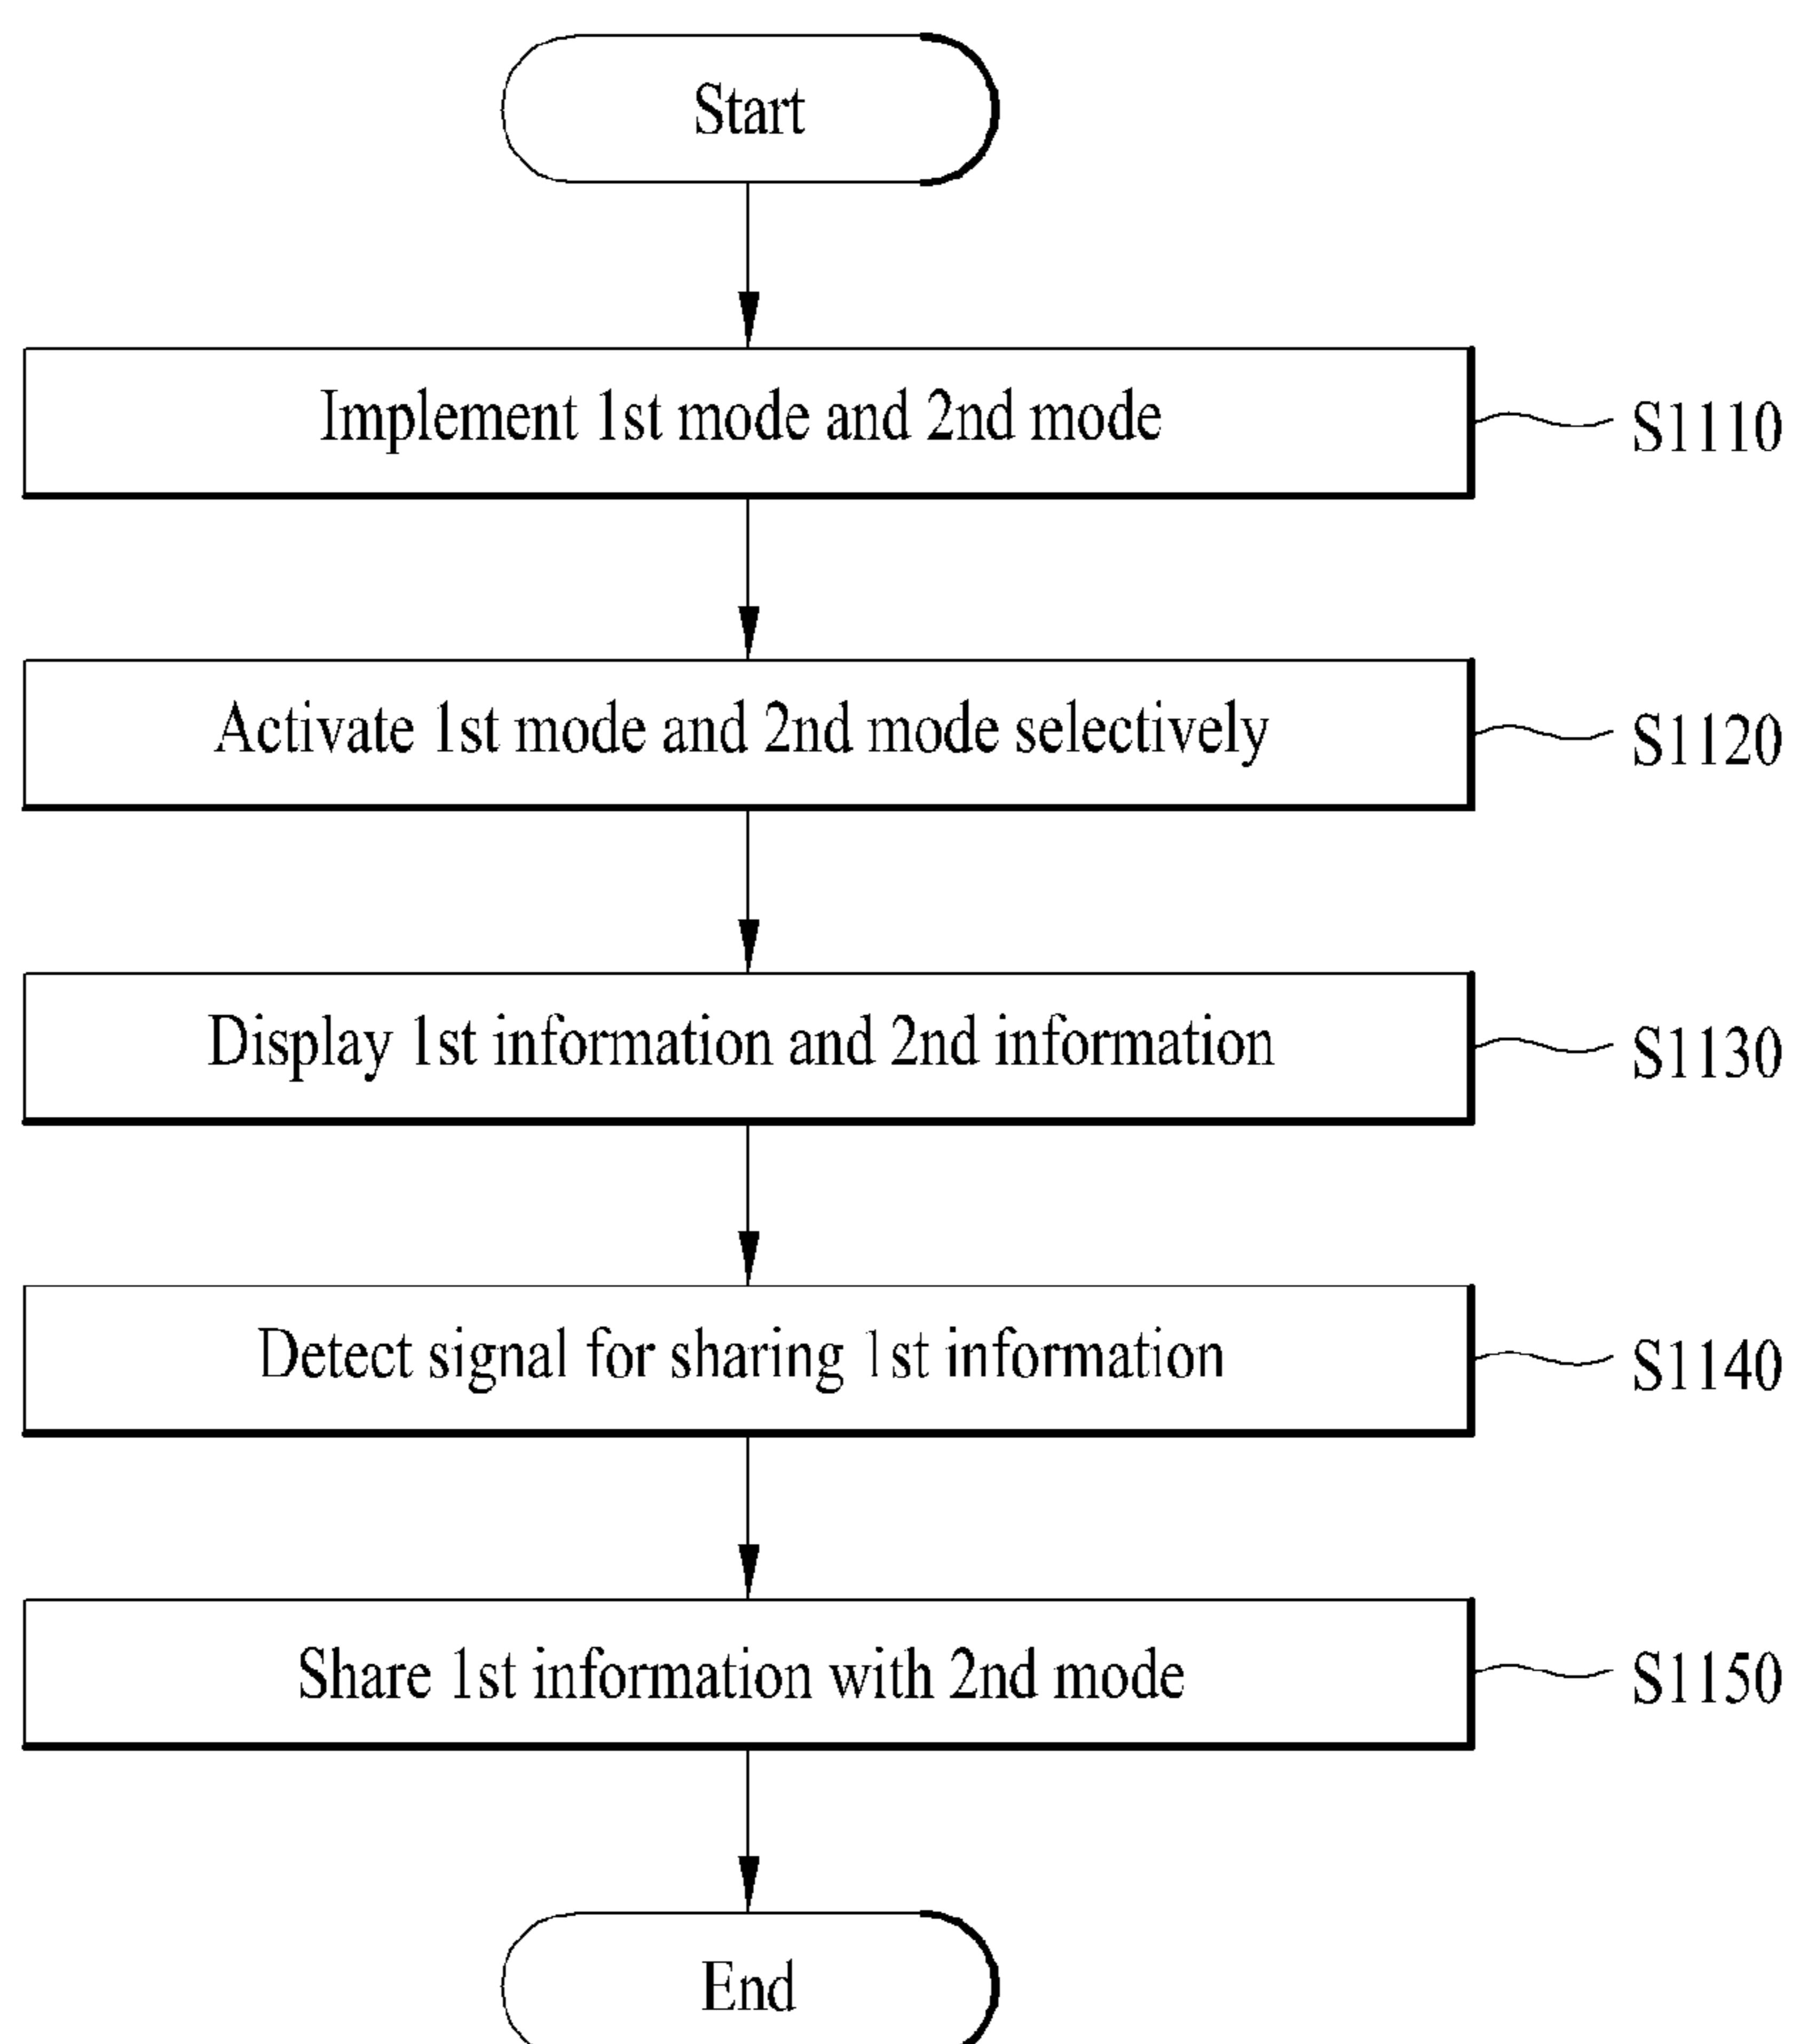 Start
Implement 1st mode and 2nd mode
S1110
Activate 1st mode and 2nd mode selectively
S1120
Display 1st information and 2nd information
S1130
Detect signal for sharing 1st information
S1140
Share 1st information with 2nd mode
S1150
End